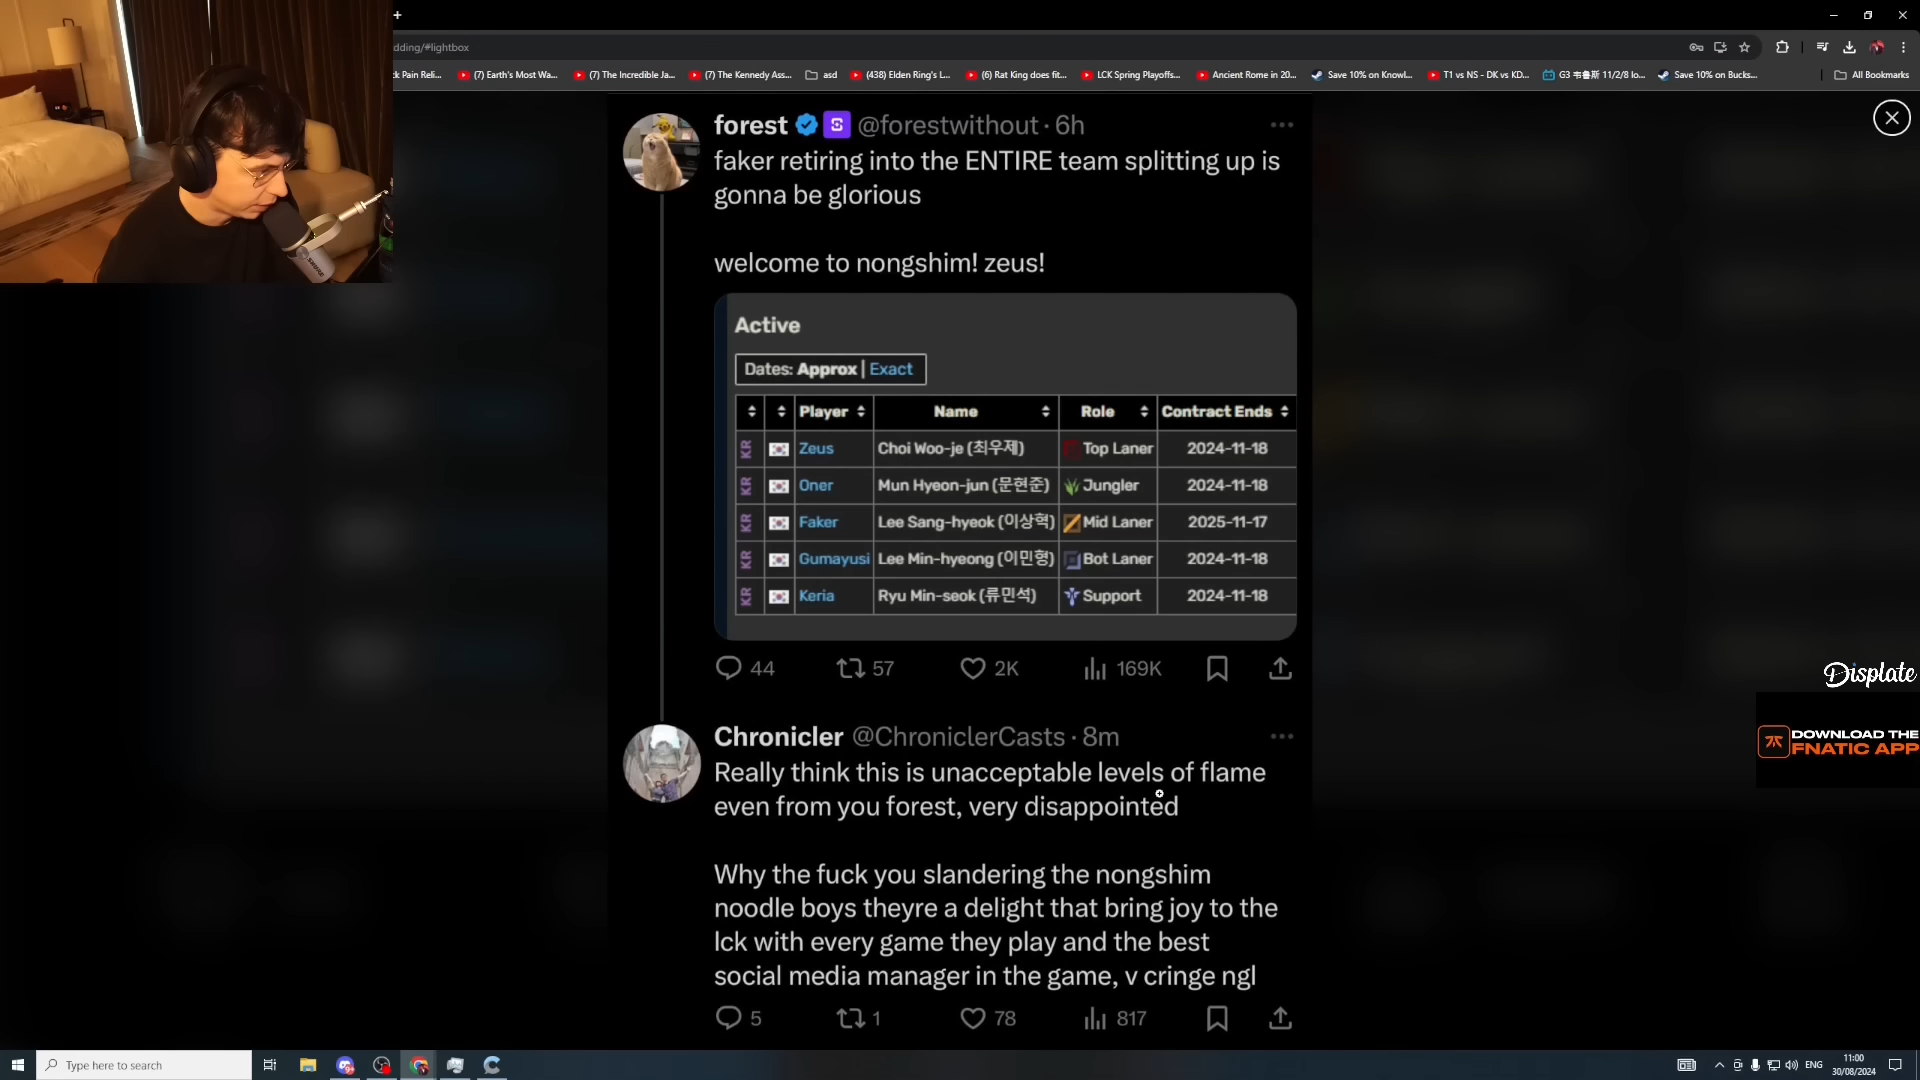 +
dding/#lightbox
ck Pain Reli...
(7) Earth's Most Wa...
(7) The Incredible Ja...
(7) The Kennedy Ass...
asd
(438) Elden Ring's L...
(6) Rat King does fit...
LCK Spring Playoffs...
Ancient Rome in 20...
Save 10% on Knowl...
T1 vs NS - DK vs KD...
G3 韦鲁斯 11/2/8 lo...
Save 10% on Bucks...
All Bookmarks
forest @forestwithout · 6h
faker retiring into the ENTIRE team splitting up is
gonna be glorious
welcome to nongshim! zeus!
Active
Dates: Approx | Exact
Player Name Role Contract Ends
KR Zeus Choi Woo-je (최우제) Top Laner 2024-11-18
KR Oner Mun Hyeon-jun (문현준) Jungler 2024-11-18
KR Faker Lee Sang-hyeok (이상혁) Mid Laner 2025-11-17
KR Gumayusi Lee Min-hyeong (이민형) Bot Laner 2024-11-18
KR Keria Ryu Min-seok (류민석) Support 2024-11-18
44 57 2K 169K
Displate
DOWNLOAD THE
FNATIC APP
Chronicler @ChroniclerCasts · 8m
Really think this is unacceptable levels of flame
even from you forest, very disappointed
Why the fuck you slandering the nongshim
noodle boys theyre a delight that bring joy to the
lck with every game they play and the best
social media manager in the game, v cringe ngl
5 1 78 817
Type here to search
ENG
11:00
30/08/2024
SHURE